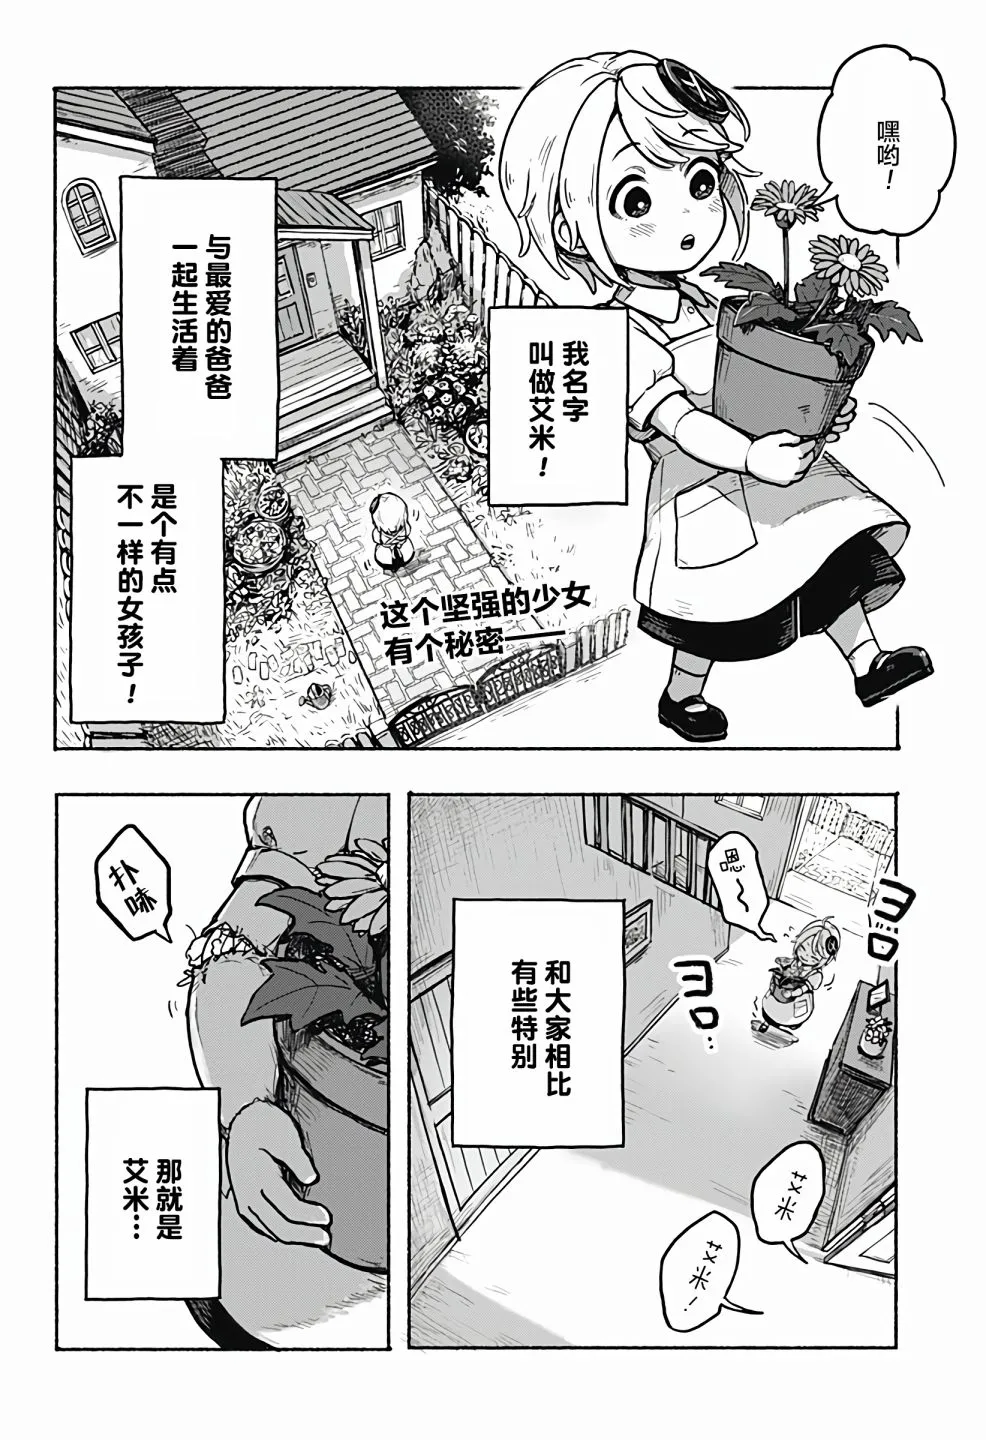 嘿哟！
我名字
叫做艾米！
与最爱的爸爸
一起生活着
是个有点
不一样的女孩子！
这个坚强的少女
有个秘密——
嗯～
ヨロ
ヨロ…
和大家相比
有些特别
艾米
艾米！
扑哧
那就是
艾米…